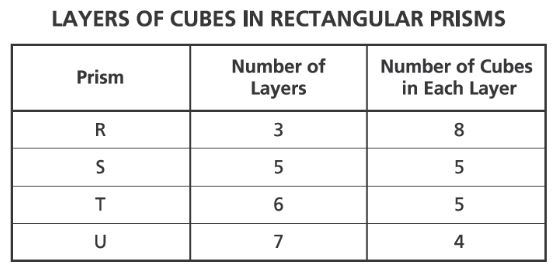 LAYERS OF CUBES IN RECTANGULAR PRISMS
Prism
Number of
Layers
Number of Cubes
in Each Layer
R 3 8
S 5 5
T 6 5
U 7 4